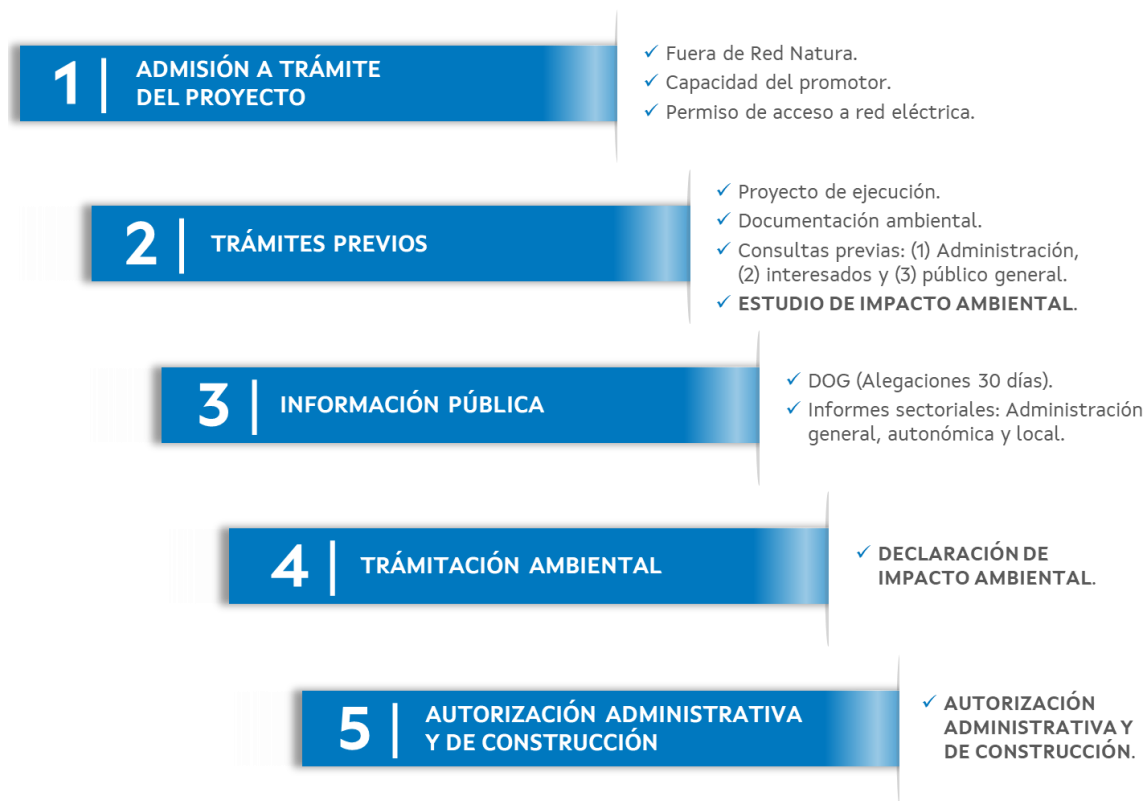 1
ADMISIÓN A TRÁMITE
DEL PROYECTO
✓ Fuera de Red Natura.
✓ Capacidad del promotor.
✓ Permiso de acceso a red eléctrica.
2
TRÁMITES PREVIOS
✓ Proyecto de ejecución.
✓ Documentación ambiental.
✓ Consultas previas: (1) Administración,
(2) interesados y (3) público general.
✓ ESTUDIO DE IMPACTO AMBIENTAL.
3
INFORMACIÓN PÚBLICA
✓ DOG (Alegaciones 30 días).
✓ Informes sectoriales: Administración
general, autonómica y local.
4
TRÁMITACIÓN AMBIENTAL
✓ DECLARACIÓN DE
IMPACTO AMBIENTAL.
5
AUTORIZACIÓN ADMINISTRATIVA
Y DE CONSTRUCCIÓN
✓ AUTORIZACIÓN
ADMINISTRATIVA Y
DE CONSTRUCCIÓN.